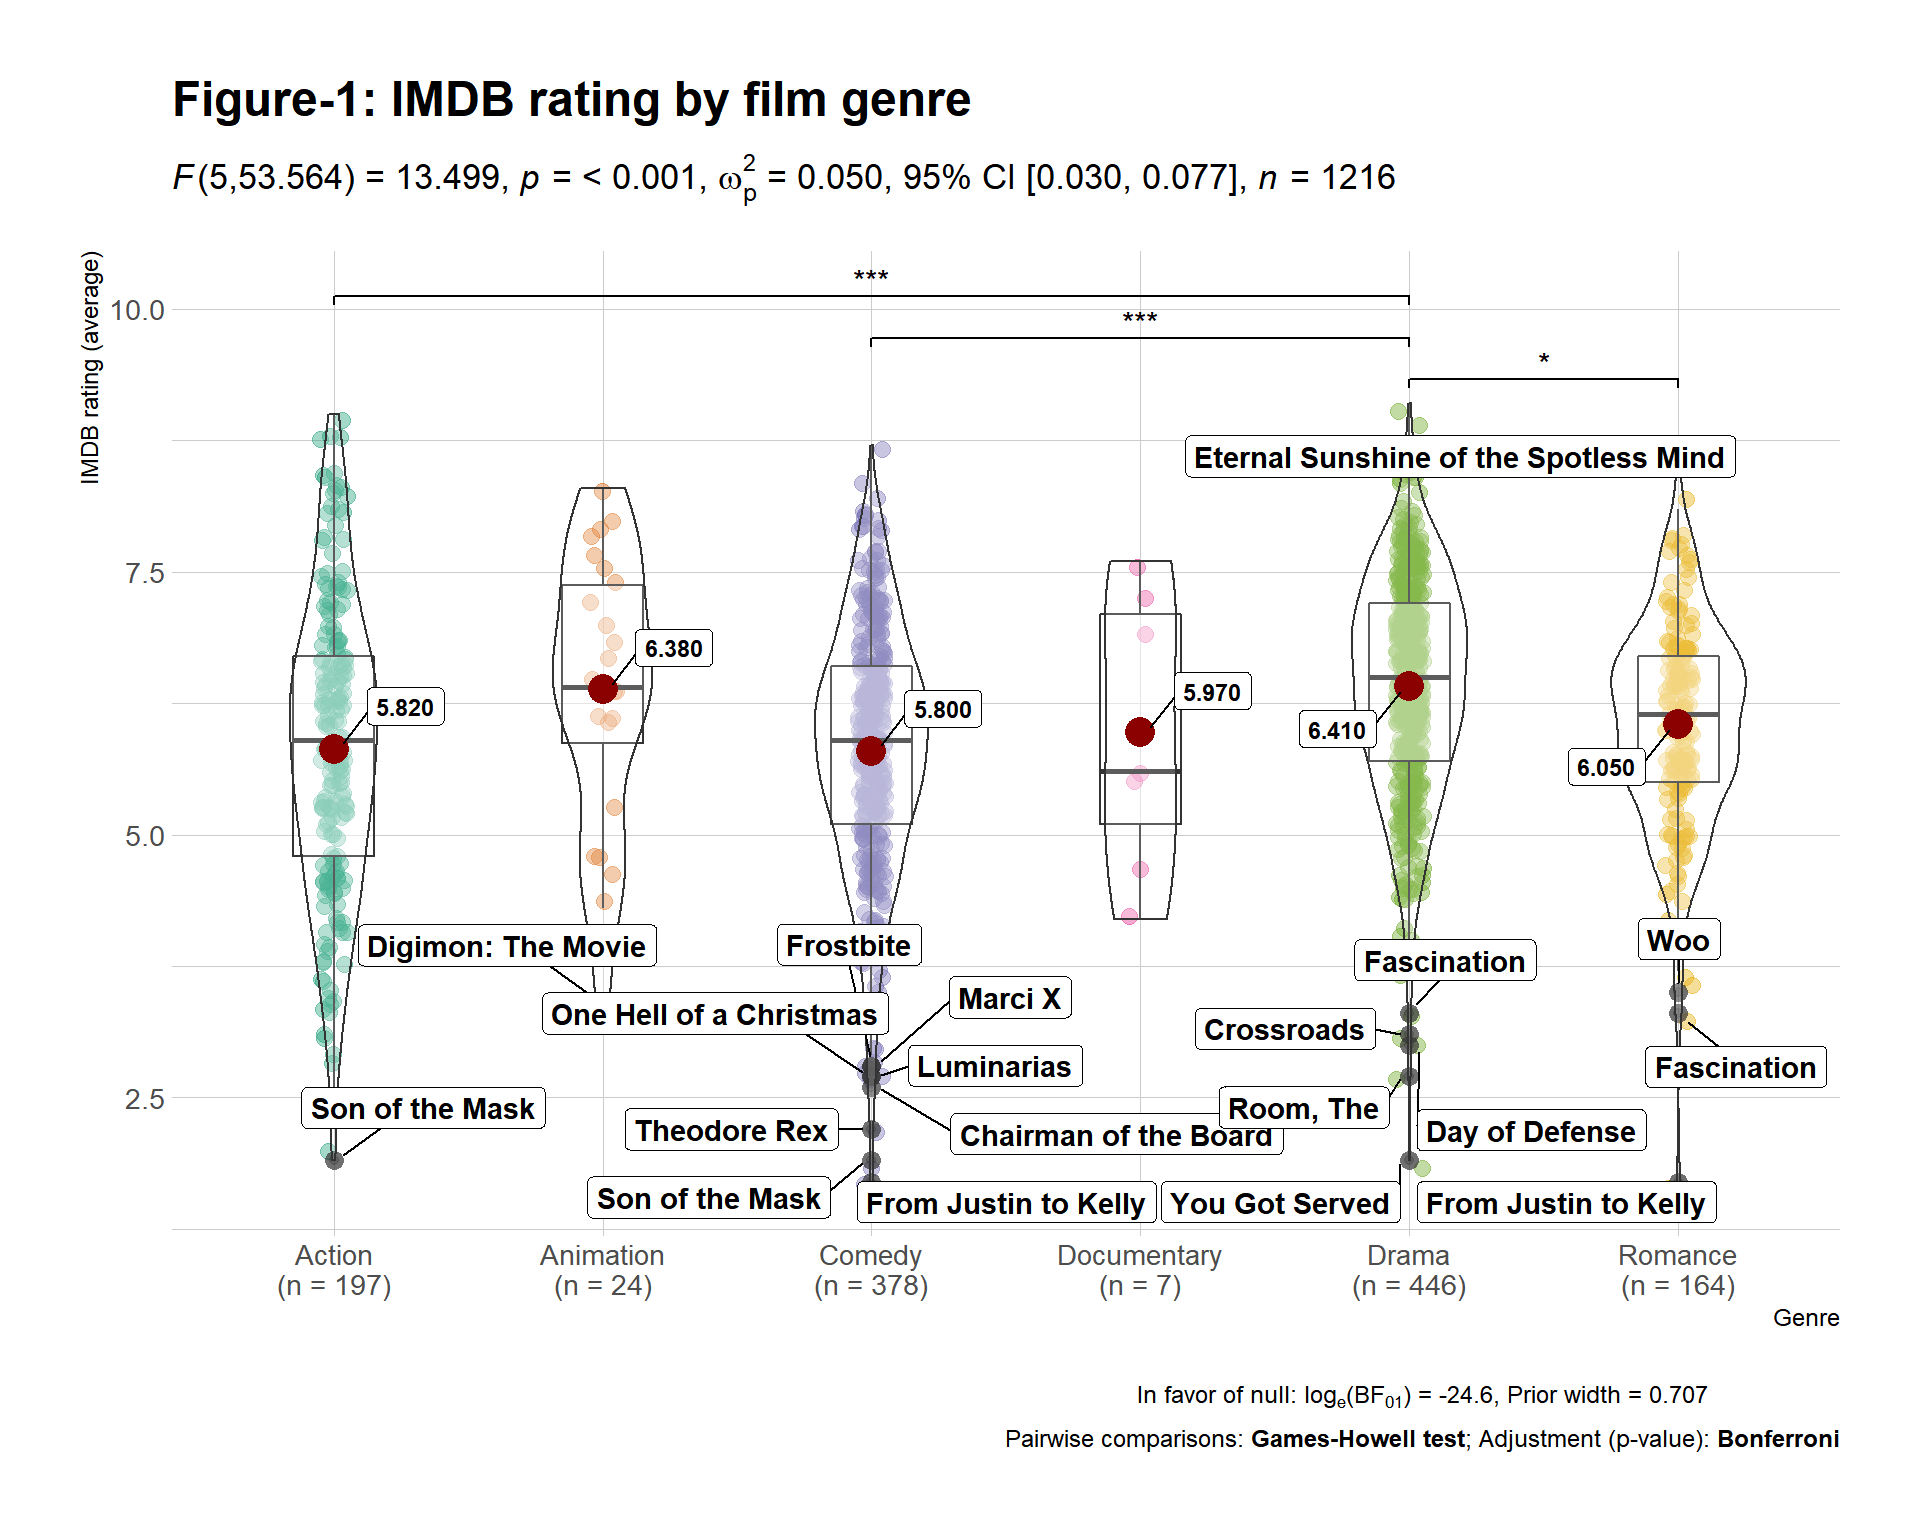 Figure-1: IMDB rating by film genre
F(5,53.564) = 13.499, p = < 0.001, ω²p = 0.050, 95% CI [0.030, 0.077], n = 1216
IMDB rating (average)
10.0
7.5
5.0
2.5
***
***
*
Eternal Sunshine of the Spotless Mind
6.380
5.820
5.800
5.970
6.410
6.050
Digimon: The Movie
Frostbite
Fascination
Woo
One Hell of a Christmas
Marci X
Crossroads
Luminarias
Fascination
Son of the Mask
Room, The
Theodore Rex
Chairman of the Board
Day of Defense
Son of the Mask
From Justin to Kelly
You Got Served
From Justin to Kelly
Action
(n = 197)
Animation
(n = 24)
Comedy
(n = 378)
Documentary
(n = 7)
Drama
(n = 446)
Romance
(n = 164)
Genre
In favor of null: logₑ(BF₀₁) = -24.6, Prior width = 0.707
Pairwise comparisons: Games-Howell test; Adjustment (p-value): Bonferroni